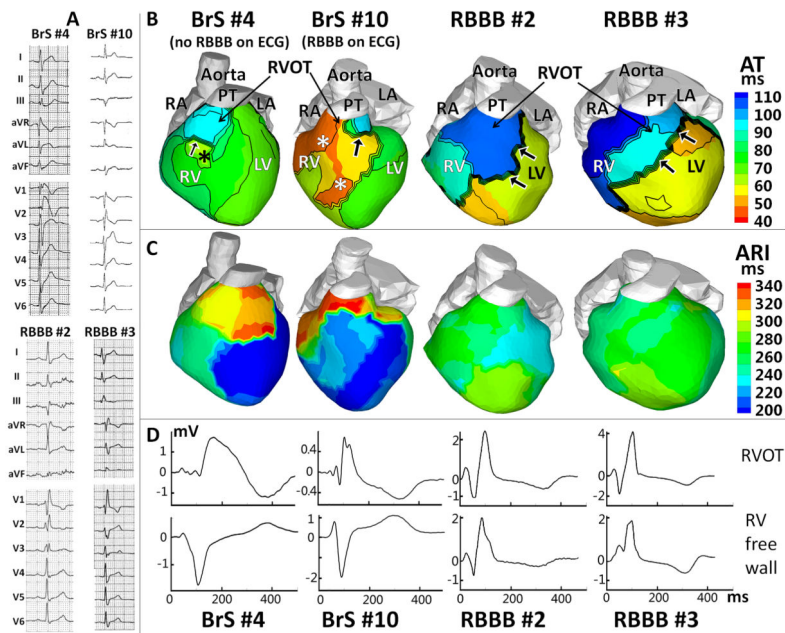 A
BrS #4 BrS #10
I
II
III
aVR
aVL
aVF
V1
V2
V3
V4
V5
V6
RBBB #2 RBBB #3
I
II
III
aVR
aVL
aVF
V1
V2
V3
V4
V5
V6
B BrS #4 BrS #10 RBBB #2 RBBB #3
(no RBBB on ECG) (RBBB on ECG)
Aorta RVOT Aorta Aorta RVOT Aorta
RA PT LA RA PT LA RA PT LA RA PT LA
* * *
RV LV RV LV RV LV RV LV
AT
ms
110
100
90
80
70
60
50
40
C
ARI
ms
340
320
300
280
260
240
220
200
D mV
1 0 -1
0.4 0 -0.4
2 1 0 -1
4 2 0 -2
RVOT
1 0 -1
1 0 -2
2 1 0 -1
2 1 0
RV
free
wall
0 200 400 0 200 400 0 200 400 0 200 400 ms
BrS #4 BrS #10 RBBB #2 RBBB #3